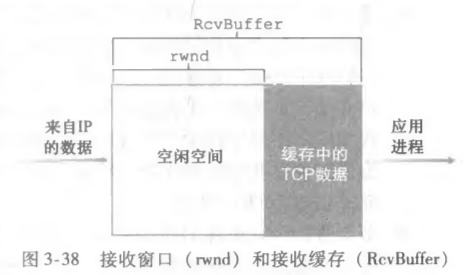 RcvBuffer
rwnd
来自IP
的数据
空闲空间
缓存中的
TCP数据
应用
进程
图 3-38 接收窗口（rwnd）和接收缓存（RcvBuffer）